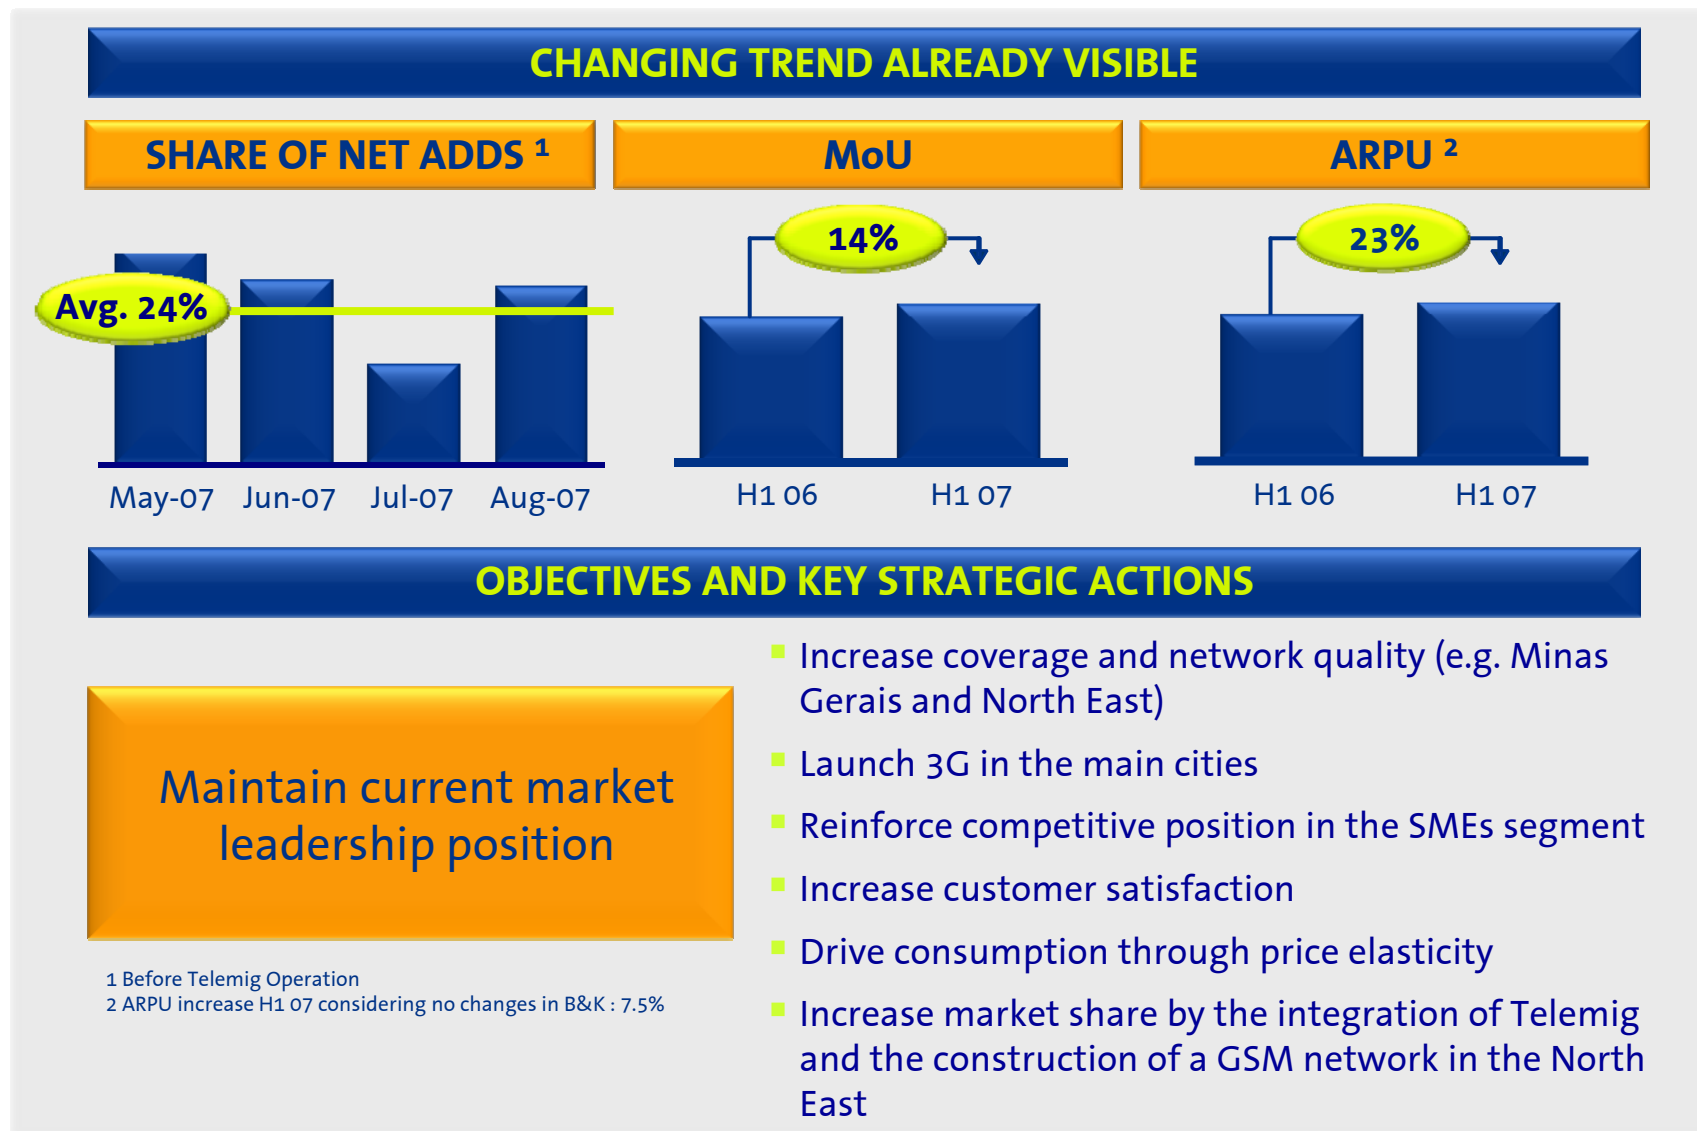 CHANGING TREND ALREADY VISIBLE
SHARE OF NET ADDS ¹
MoU
ARPU ²
14%
23%
Avg. 24%
May-07 Jun-07 Jul-07 Aug-07
H1 06 H1 07
H1 06 H1 07
OBJECTIVES AND KEY STRATEGIC ACTIONS
Maintain current market
leadership position
1 Before Telemig Operation
2 ARPU increase H1 07 considering no changes in B&K : 7.5%
Increase coverage and network quality (e.g. Minas
Gerais and North East)
Launch 3G in the main cities
Reinforce competitive position in the SMEs segment
Increase customer satisfaction
Drive consumption through price elasticity
Increase market share by the integration of Telemig
and the construction of a GSM network in the North
East